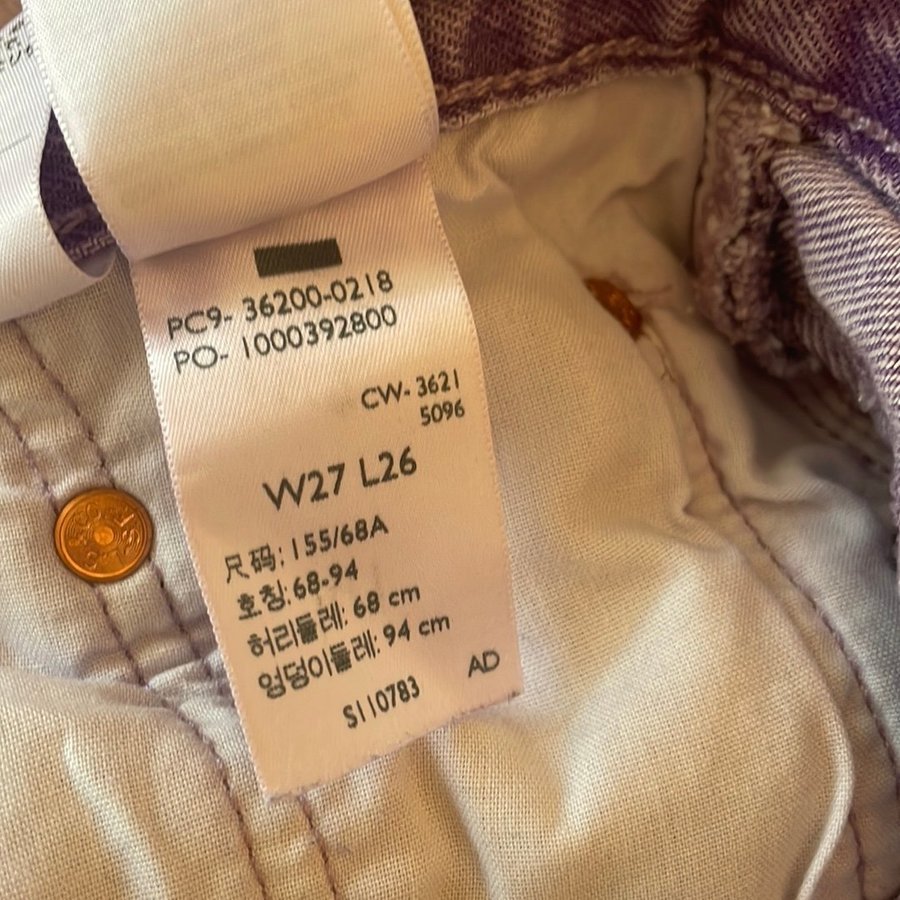 PC9- 36200-0218
PO- 1000392800
CW- 3621
5096
W27 L26
尺码: 155/68A
호칭: 68-94
허리둘레: 68 cm
엉덩이둘레: 94 cm
AD
S110783